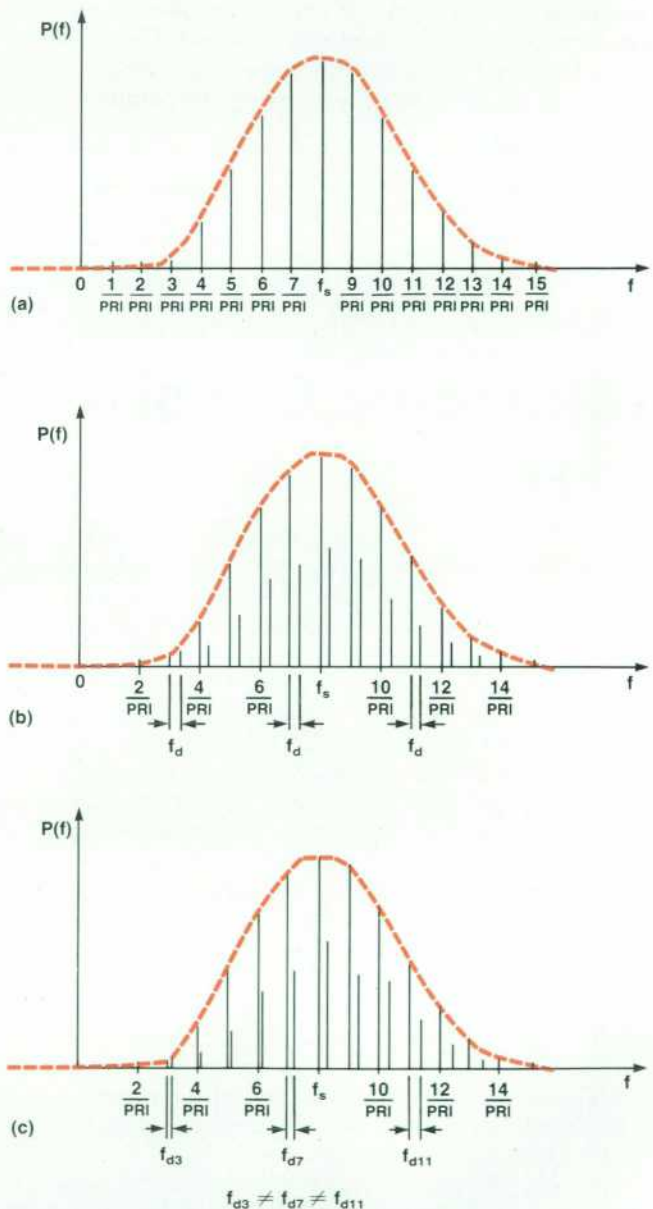 P(f)
0 1/PRI 2/PRI 3/PRI 4/PRI 5/PRI 6/PRI 7/PRI fs 9/PRI 10/PRI 11/PRI 12/PRI 13/PRI 14/PRI 15/PRI f
(a)
P(f)
0 2/PRI 4/PRI 6/PRI fs 10/PRI 12/PRI 14/PRI f
(b)
fd fd fd
P(f)
2/PRI 4/PRI 6/PRI fs 10/PRI 12/PRI 14/PRI f
(c)
fd3 fd7 fd11
fd3 ≠ fd7 ≠ fd11